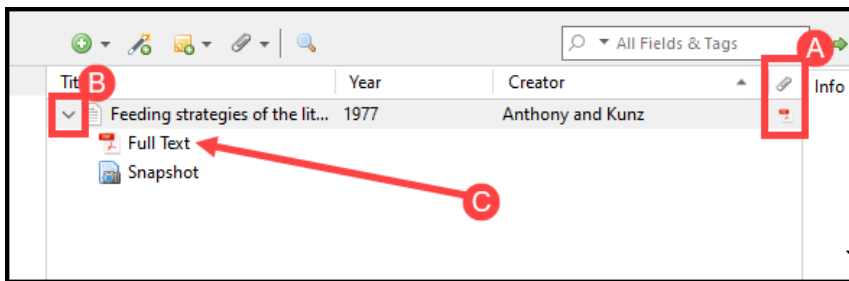 All Fields & Tags
A
Tit
B
Year
Creator
Info
Feeding strategies of the lit...
1977
Anthony and Kunz
Full Text
Snapshot
C